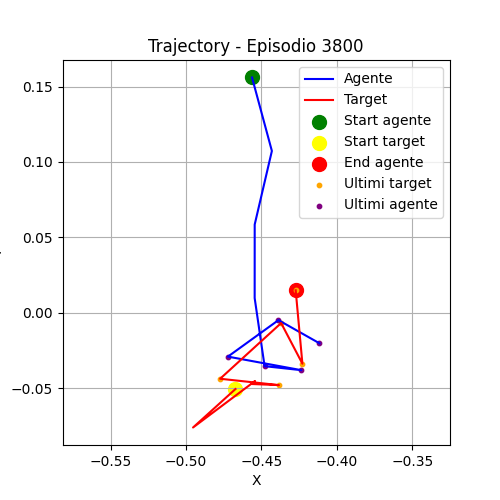 Trajectory - Episodio 3800
Agente
Target
Start agente
Start target
End agente
Ultimi target
Ultimi agente
0.15
0.10
0.05
0.00
−0.05
−0.55
−0.50
−0.45
−0.40
−0.35
X